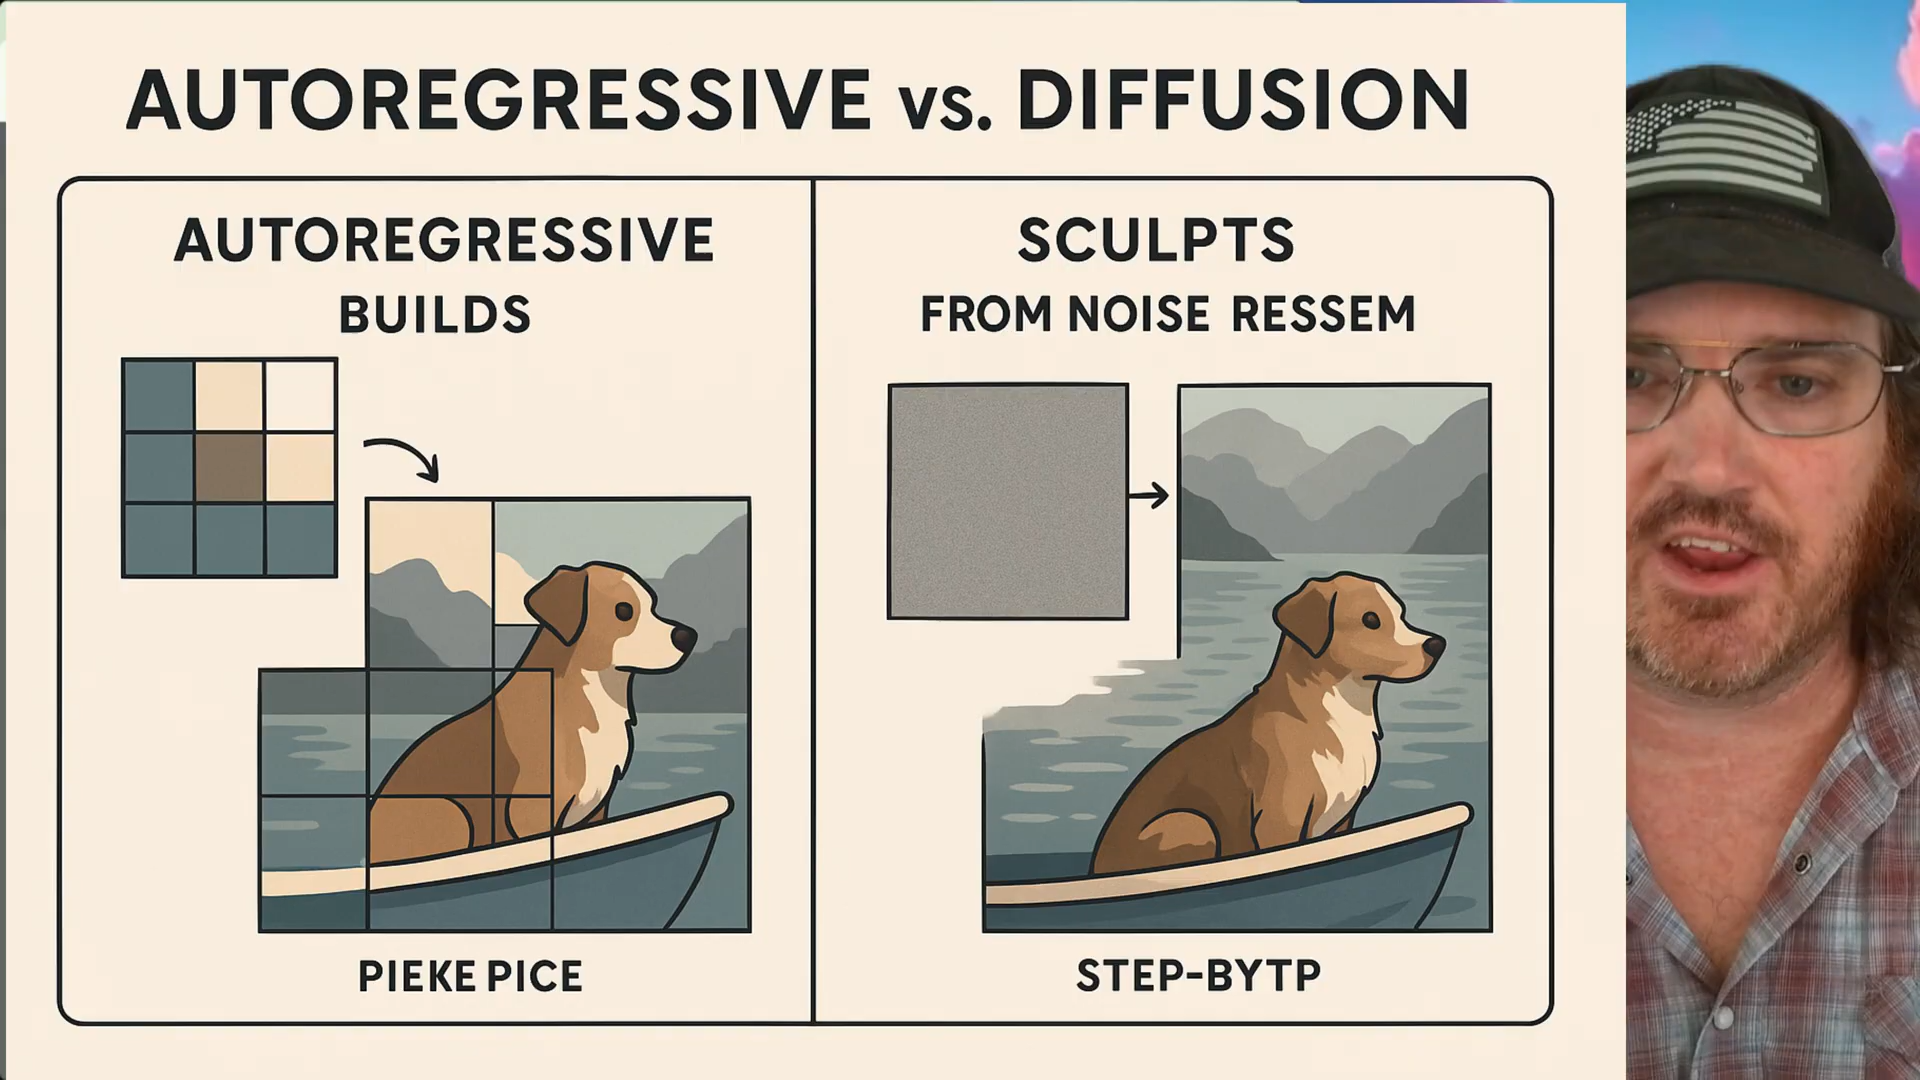 AUTOREGRESSIVE vs. DIFFUSION
AUTOREGRESSIVE
BUILDS
PIEKE PICE
SCULPTS
FROM NOISE RESSEM
STEP-BYTP